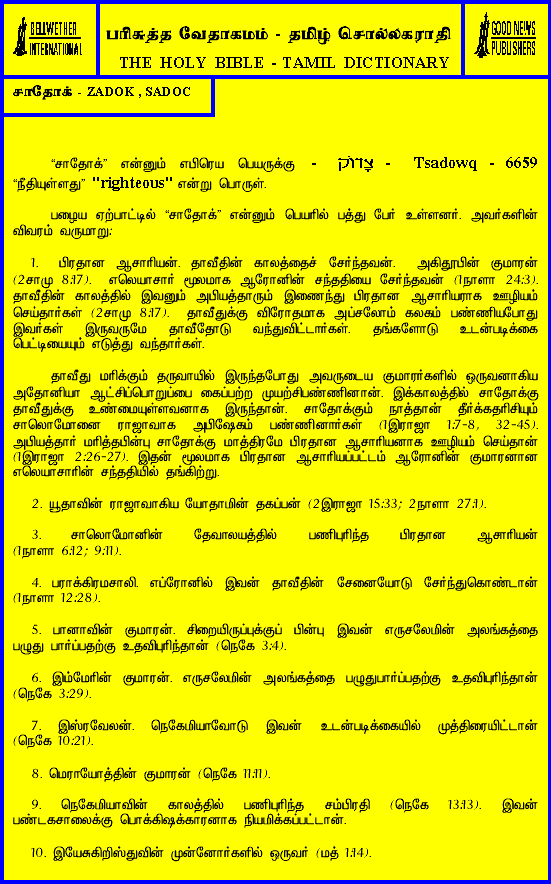 BELLWETHER
INTERNATIONAL
பரிசுத்த வேதாகமம் - தமிழ் சொல்லகராதி
THE HOLY BIBLE - TAMIL DICTIONARY
GOOD NEWS
PUBLISHERS
சாதோக் - ZADOK , SADOC
“சாதோக்” என்னும் எபிரெய பெயருக்கு - צָדוֹק - Tsadowq - 6659
“நீதியுள்ளது” "righteous" என்று பொருள்.
பழைய ஏற்பாட்டில் “சாதோக்” என்னும் பெயரில் பத்து பேர் உள்ளனர். அவர்களின்
விவரம் வருமாறு:
1. பிரதான ஆசாரியன். தாவீதின் காலத்தைச் சேர்ந்தவன். அகிதூபின் குமாரன்
(2சாமு 8:17). எலெயாசார் மூலமாக ஆரோனின் சந்ததியை சேர்ந்தவன் (1நாளா 24:3).
தாவீதின் காலத்தில் இவனும் அபியத்தாரும் இணைந்து பிரதான ஆசாரியராக ஊழியம்
செய்தார்கள் (2சாமு 8:17). தாவீதுக்கு விரோதமாக அப்சலோம் கலகம் பண்ணியபோது
இவர்கள் இருவருமே தாவீதோடு வந்துவிட்டார்கள். தங்களோடு உடன்படிக்கை
பெட்டியையும் எடுத்து வந்தார்கள்.
தாவீது மரிக்கும் தருவாயில் இருந்தபோது அவருடைய குமாரர்களில் ஒருவனாகிய
அதோனியா ஆட்சிப்பொறுப்பை கைப்பற்ற முயற்சிபண்ணினான். இக்காலத்தில் சாதோக்கு
தாவீதுக்கு உண்மையுள்ளவனாக இருந்தான். சாதோக்கும் நாத்தான் தீர்க்கதரிசியும்
சாலொமோனை ராஜாவாக அபிஷேகம் பண்ணினார்கள் (1இராஜா 1:7-8, 32-45).
அபியத்தார் மரித்தபின்பு சாதோக்கு மாத்திரமே பிரதான ஆசாரியனாக ஊழியம் செய்தான்
(1இராஜா 2:26-27). இதன் மூலமாக பிரதான ஆசாரியப்பட்டம் ஆரோனின் குமாரனான
எலெயாசாரின் சந்ததியில் தங்கிற்று.
2. யூதாவின் ராஜாவாகிய யோதாமின் தகப்பன் (2இராஜா 15:33; 2நாளா 27:1).
3. சாலொமோனின் தேவாலயத்தில் பணிபுரிந்த பிரதான ஆசாரியன்
(1நாளா 6:12; 9:11).
4. பராக்கிரமசாலி. எப்ரோனில் இவன் தாவீதின் சேனையோடு சேர்ந்துகொண்டான்
(1நாளா 12:28).
5. பானாவின் குமாரன். சிறையிருப்புக்குப் பின்பு இவன் எருசலேமின் அலங்கத்தை
பழுது பார்ப்பதற்கு உதவிபுரிந்தான் (நெகே 3:4).
6. இம்மேரின் குமாரன். எருசலேமின் அலங்கத்தை பழுதுபார்ப்பதற்கு உதவிபுரிந்தான்
(நெகே 3:29).
7. இஸ்ரவேலன். நெகேமியாவோடு இவன் உடன்படிக்கையில் முத்திரையிட்டான்
(நெகே 10:21).
8. மெராயோத்தின் குமாரன் (நெகே 11:11).
9. நெகேமியாவின் காலத்தில் பணிபுரிந்த சம்பிரதி (நெகே 13:13). இவன்
பண்டகசாலைக்கு பொக்கிஷக்காரனாக நியமிக்கப்பட்டான்.
10. இயேசுகிறிஸ்துவின் முன்னோர்களில் ஒருவர் (மத் 1:14).